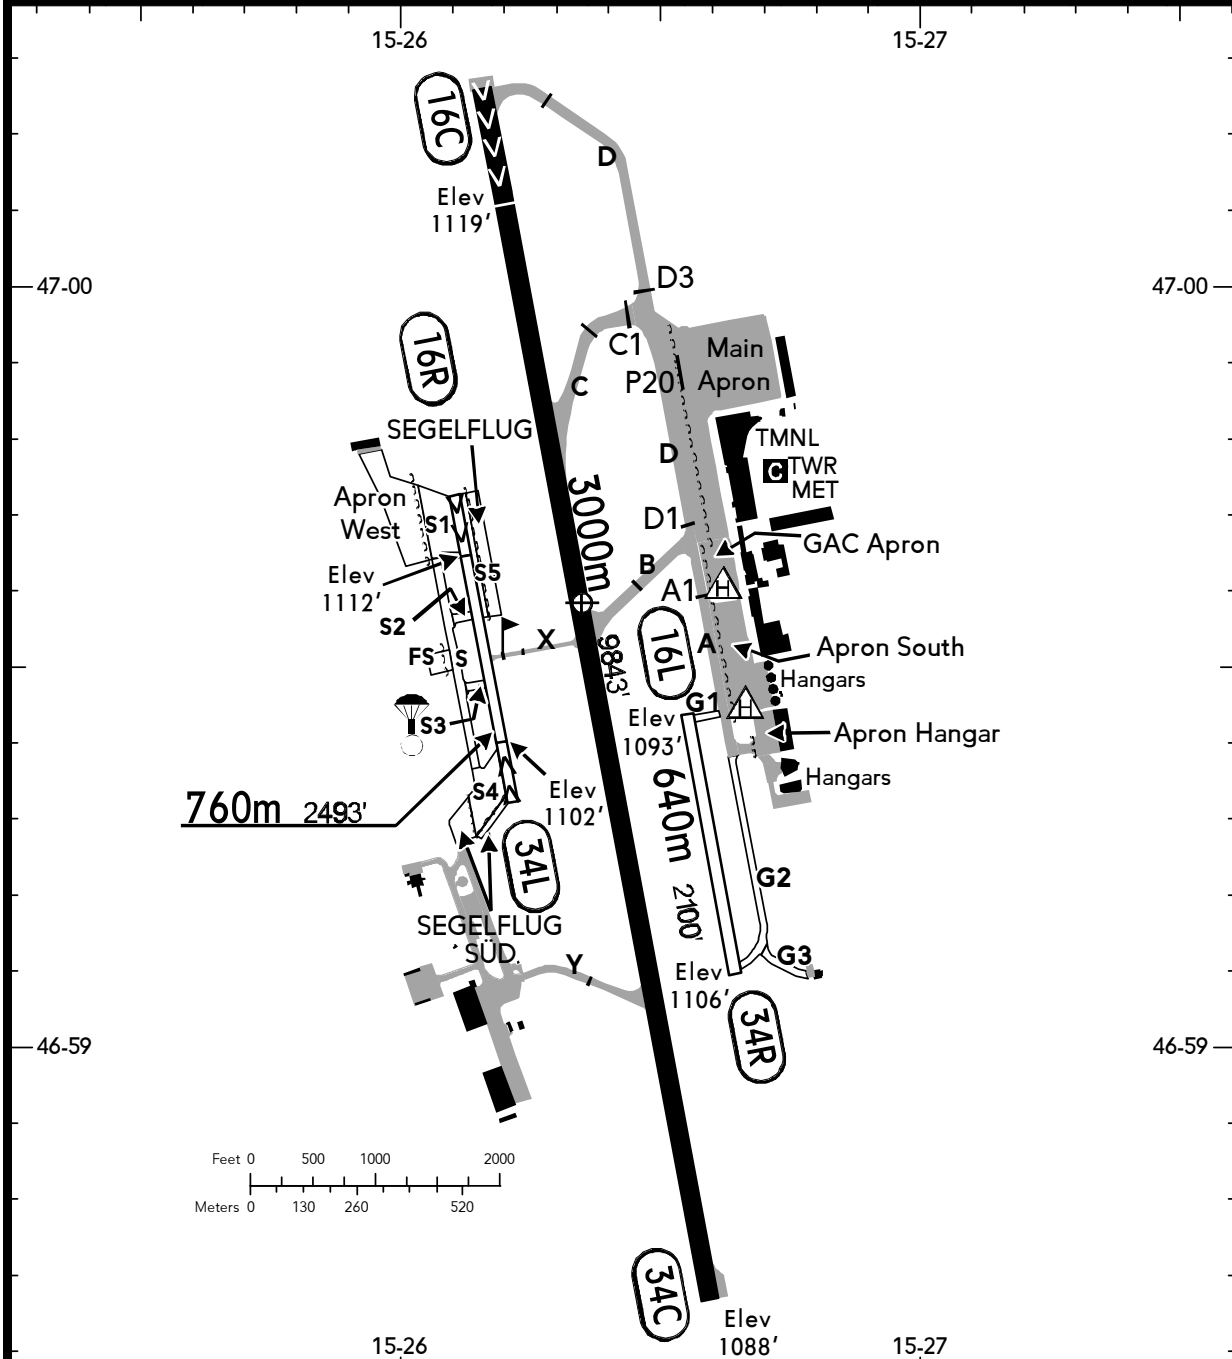 15-26
15-27
16C
D
Elev
1119'
47-00
47-00
D3
16R
C1
Main
Apron
P20
C
SEGELFLUG
TMNL
C TWR
MET
D
Apron
West
S1
3000m
D1
GAC Apron
Elev
1112'
S5
B
A1
H
S2
X
16L
A
Apron South
FS
S
9843'
Hangars
S3
G1
H
Elev
1093'
Apron Hangar
Hangars
760m 2493'
S4
Elev
1102'
640m
34L
G2
2100'
SEGELFLUG
SÜD
Y
G3
Elev
1106'
34R
46-59
46-59
Feet 0 500 1000 2000
Meters 0 130 260 520
34C
Elev
1088'
15-26
15-27